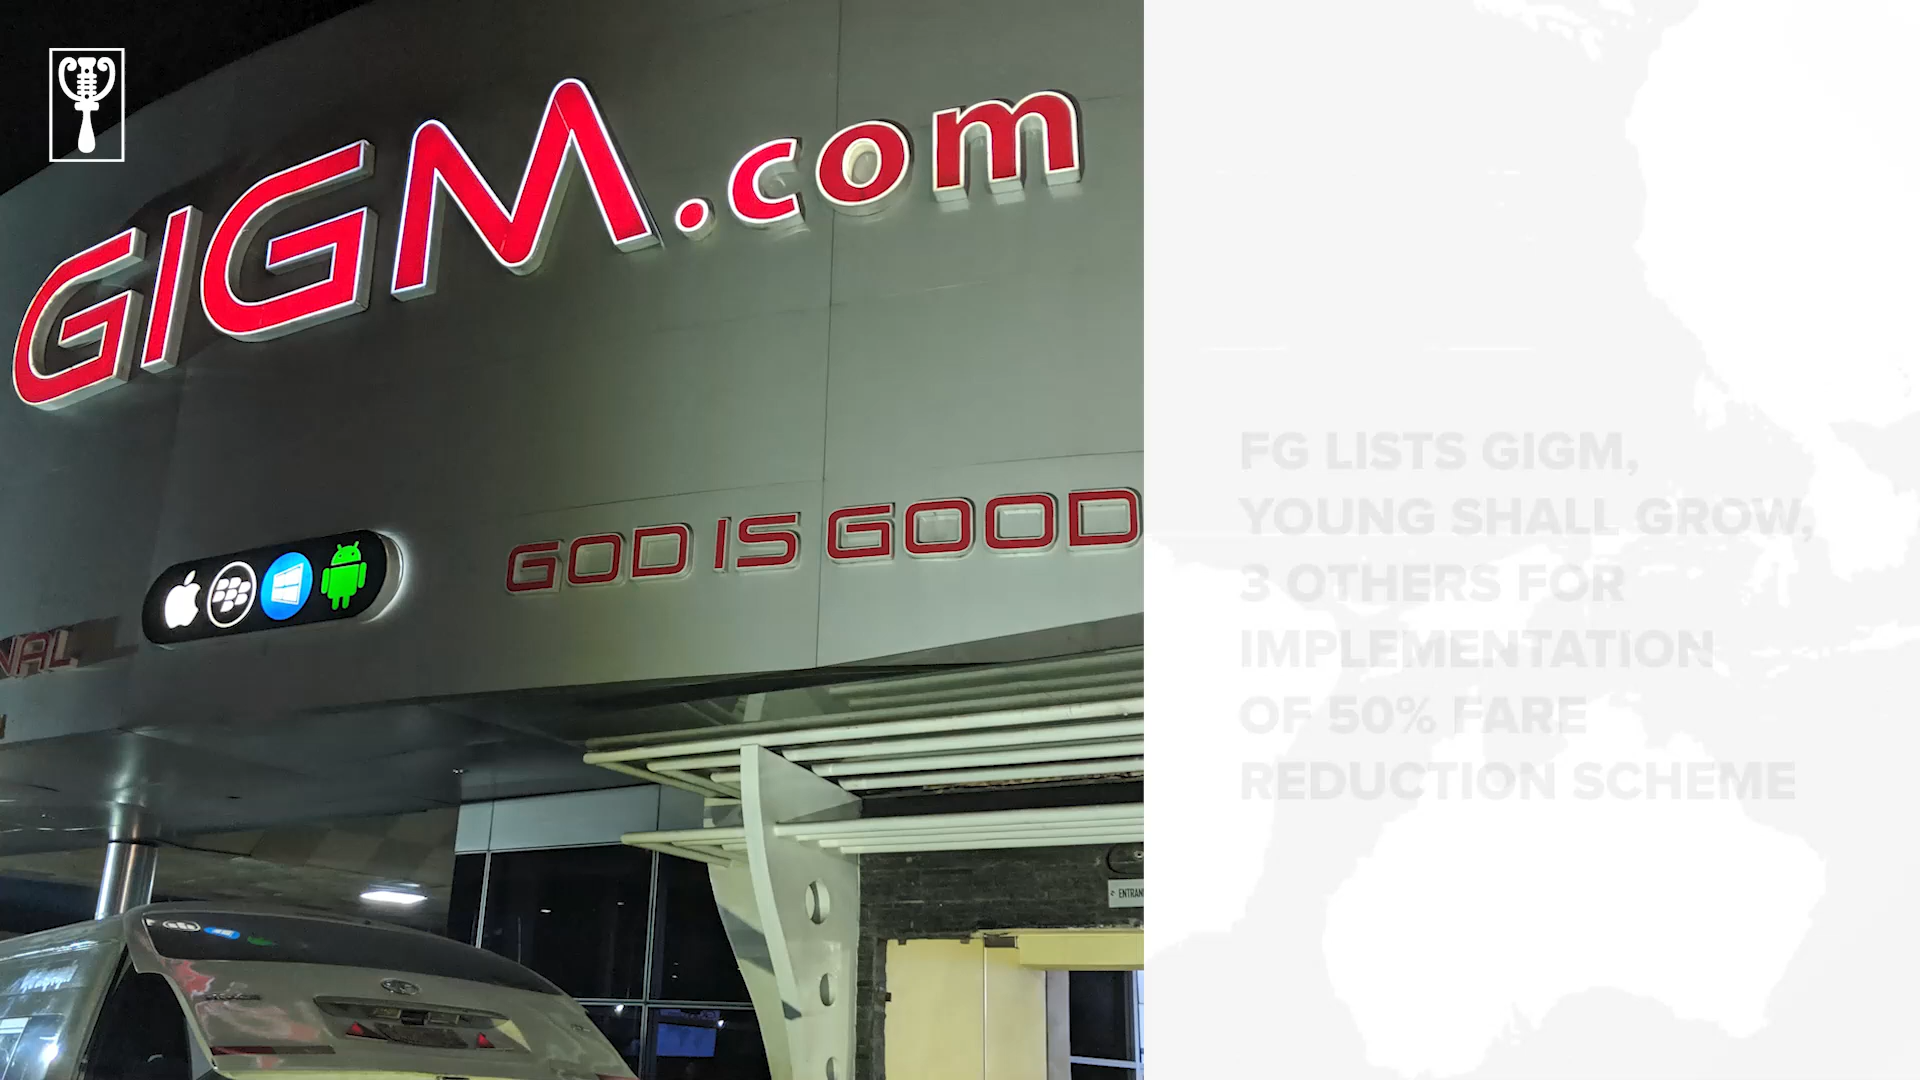 GIGM.com
GOD IS GOOD
ENTRAN
FG LISTS GIGM,
YOUNG SHALL GROW,
3 OTHERS FOR
IMPLEMENTATION
OF 50% FARE
REDUCTION SCHEME